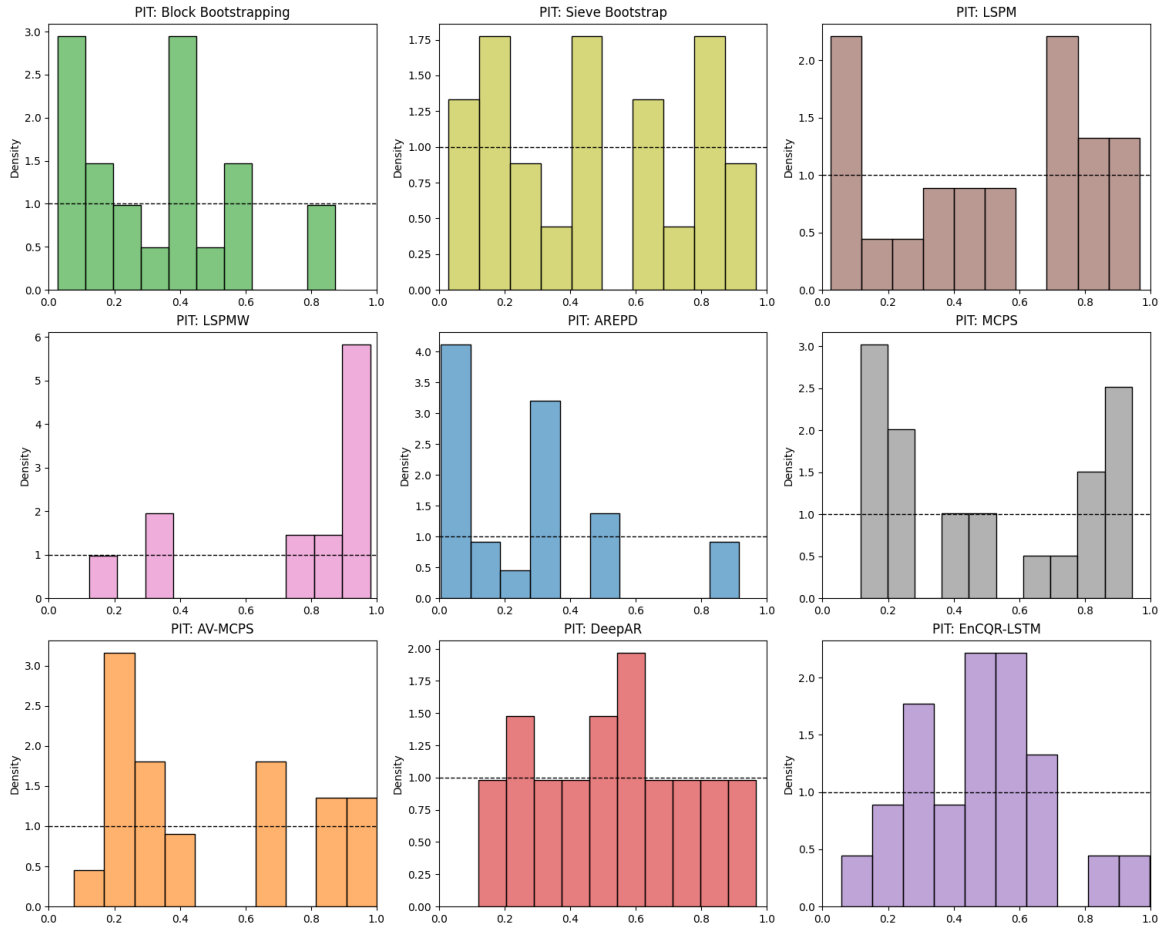 PIT: Block Bootstrapping
Density
3.0
2.5
2.0
1.5
1.0
0.5
0.0
0.0 0.2 0.4 0.6 0.8 1.0
PIT: Sieve Bootstrap
Density
1.75
1.50
1.25
1.00
0.75
0.50
0.25
0.00
0.0 0.2 0.4 0.6 0.8 1.0
PIT: LSPM
Density
2.0
1.5
1.0
0.5
0.0
0.0 0.2 0.4 0.6 0.8 1.0
PIT: LSPMW
Density
6
5
4
3
2
1
0
0.0 0.2 0.4 0.6 0.8 1.0
PIT: AREPD
Density
4.0
3.5
3.0
2.5
2.0
1.5
1.0
0.5
0.0
0.0 0.2 0.4 0.6 0.8 1.0
PIT: MCPS
Density
3.0
2.5
2.0
1.5
1.0
0.5
0.0
0.0 0.2 0.4 0.6 0.8 1.0
PIT: AV-MCPS
Density
3.0
2.5
2.0
1.5
1.0
0.5
0.0
0.0 0.2 0.4 0.6 0.8 1.0
PIT: DeepAR
Density
2.00
1.75
1.50
1.25
1.00
0.75
0.50
0.25
0.00
0.0 0.2 0.4 0.6 0.8 1.0
PIT: EnCQR-LSTM
Density
2.0
1.5
1.0
0.5
0.0
0.0 0.2 0.4 0.6 0.8 1.0